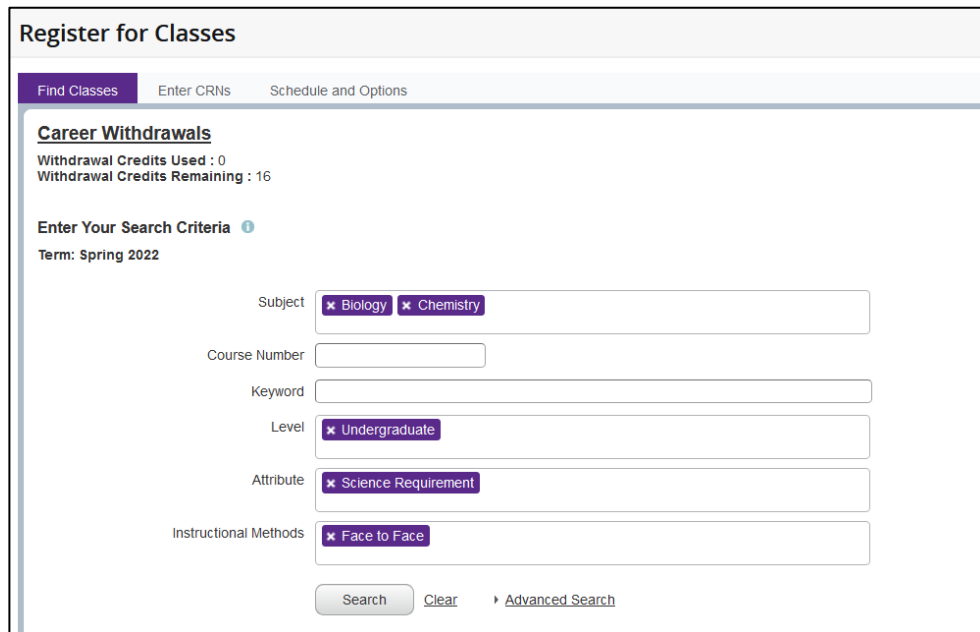 Register for Classes
Find Classes Enter CRNs Schedule and Options
Career Withdrawals
Withdrawal Credits Used : 0
Withdrawal Credits Remaining : 16
Enter Your Search Criteria
Term: Spring 2022
Subject Biology Chemistry
Course Number
Keyword
Level Undergraduate
Attribute Science Requirement
Instructional Methods Face to Face
Search Clear Advanced Search